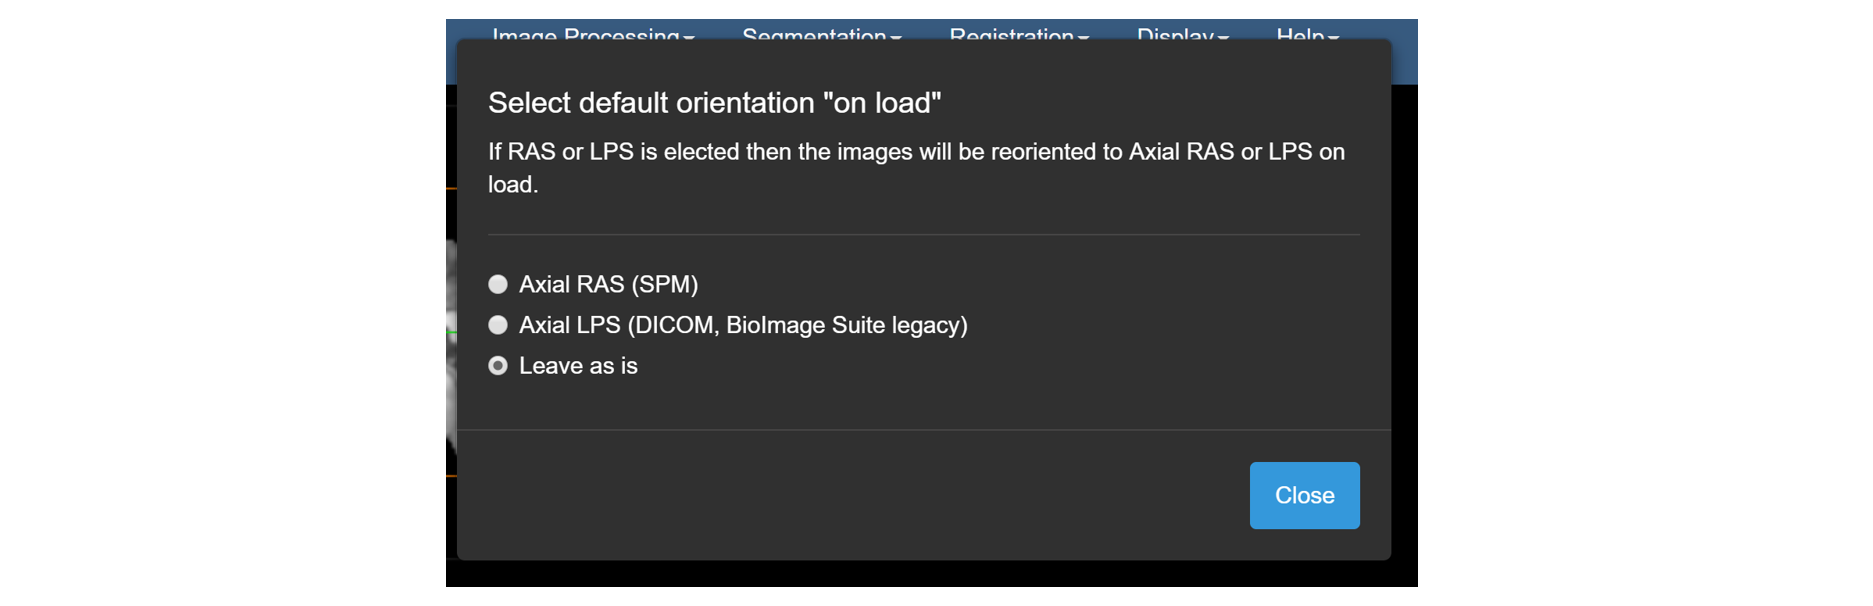 Image Processing Segmentation Registration Display Help
Select default orientation "on load"
If RAS or LPS is elected then the images will be reoriented to Axial RAS or LPS on
load.
Axial RAS (SPM)
Axial LPS (DICOM, BioImage Suite legacy)
Leave as is
Close